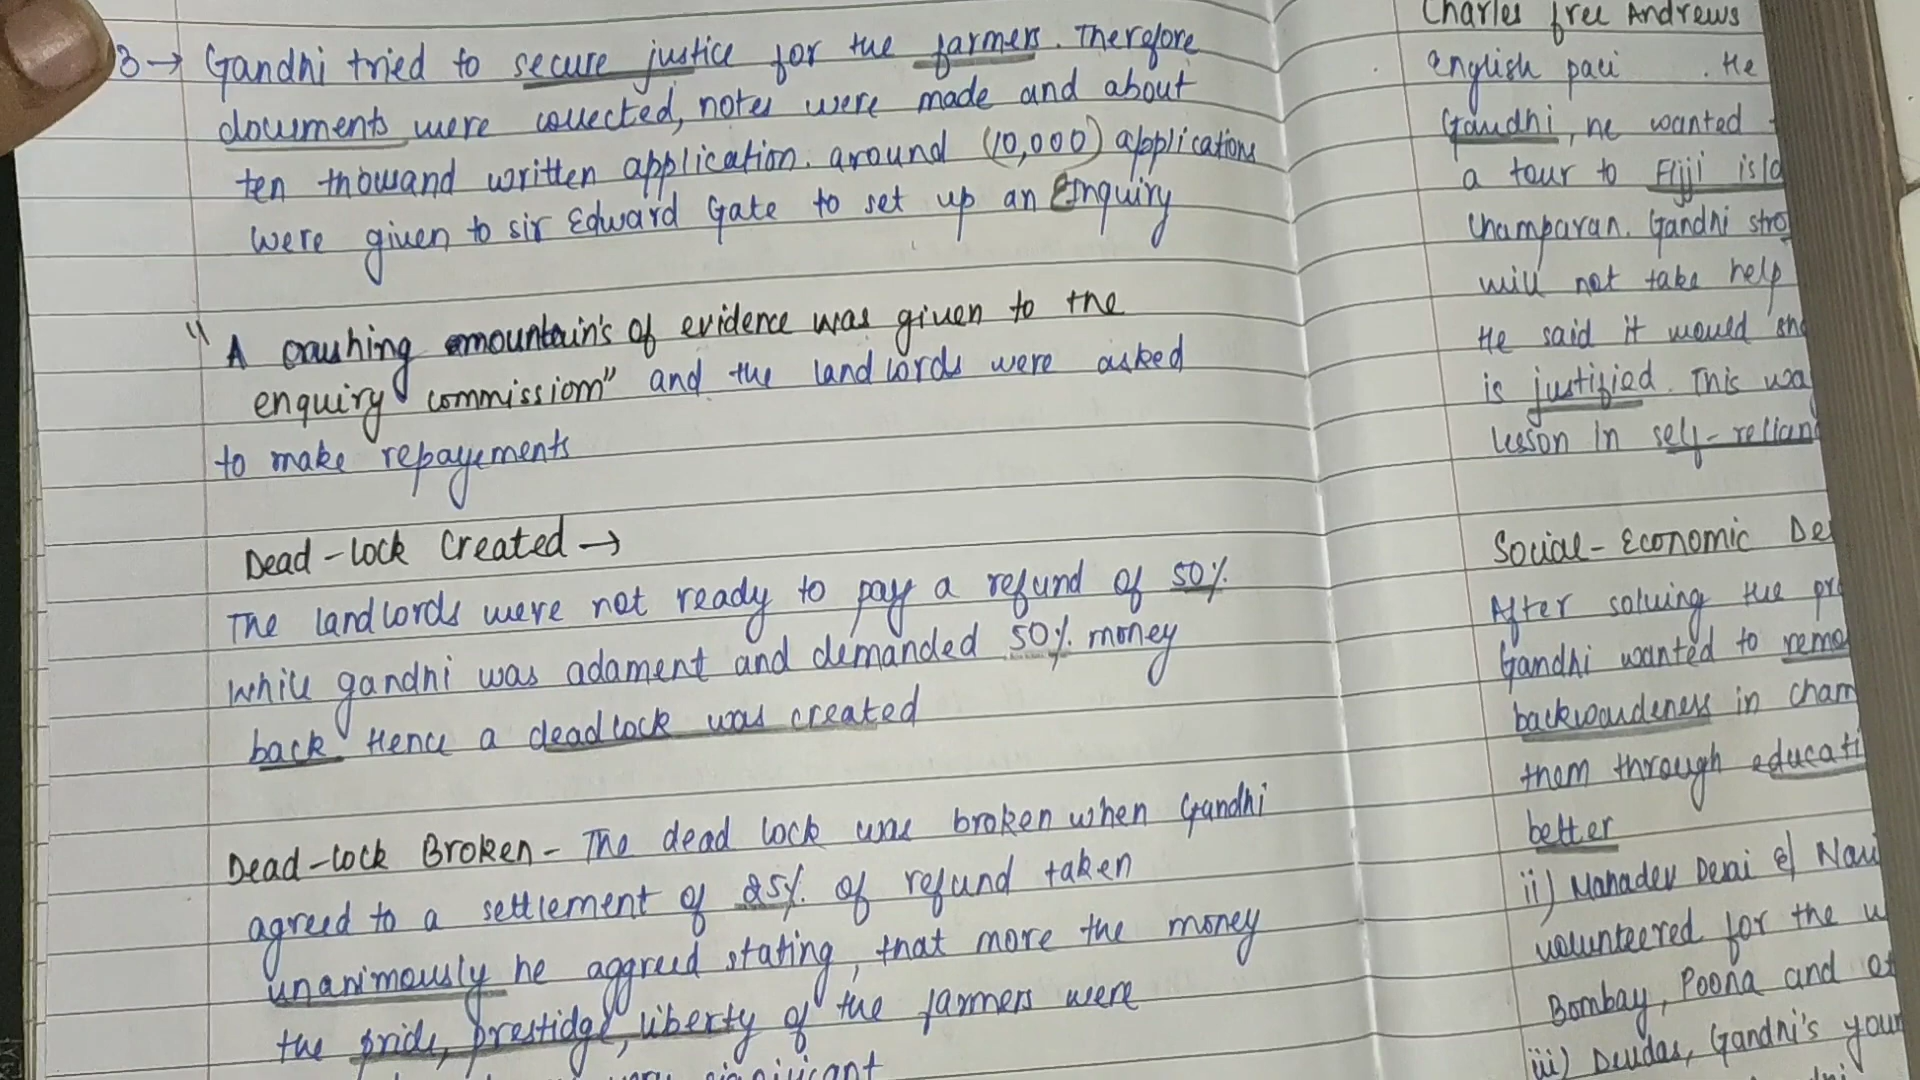 3→ Gandhi tried to secure justice for the farmers. Therefore
documents were collected, notes were made and about
ten thousand written application. around (10,000) applications
were given to sir Edward Gate to set up an Enquiry
" A crushing mountain's of evidence was given to the
enquiry commission" and the landlords were asked
to make repayements
Dead-lock Created →
The landlords were not ready to pay a refund of 50%
while gandhi was adament and demanded 50% money
back Hence a deadlock was created
Dead-lock Broken - The dead lock was broken when Gandhi
agreed to a settlement of 25% of refund taken
unanimously he aggreed stating, that more the money
the pride, prestidge, liberty of the farmers were
significant
Charles free Andrews
english . He
Gandhi, he wanted
a tour to Fijji
champaran. Gandhi
will not take help
He said it would
is justified. This
lesson in self-
Social-Economic
After solving the
Gandhi wanted to
backwardeness in
them through
better
ii) Mahadev Desai &
volunteered for the
Bombay, Poona and
iii) Devdas, Gandhi's